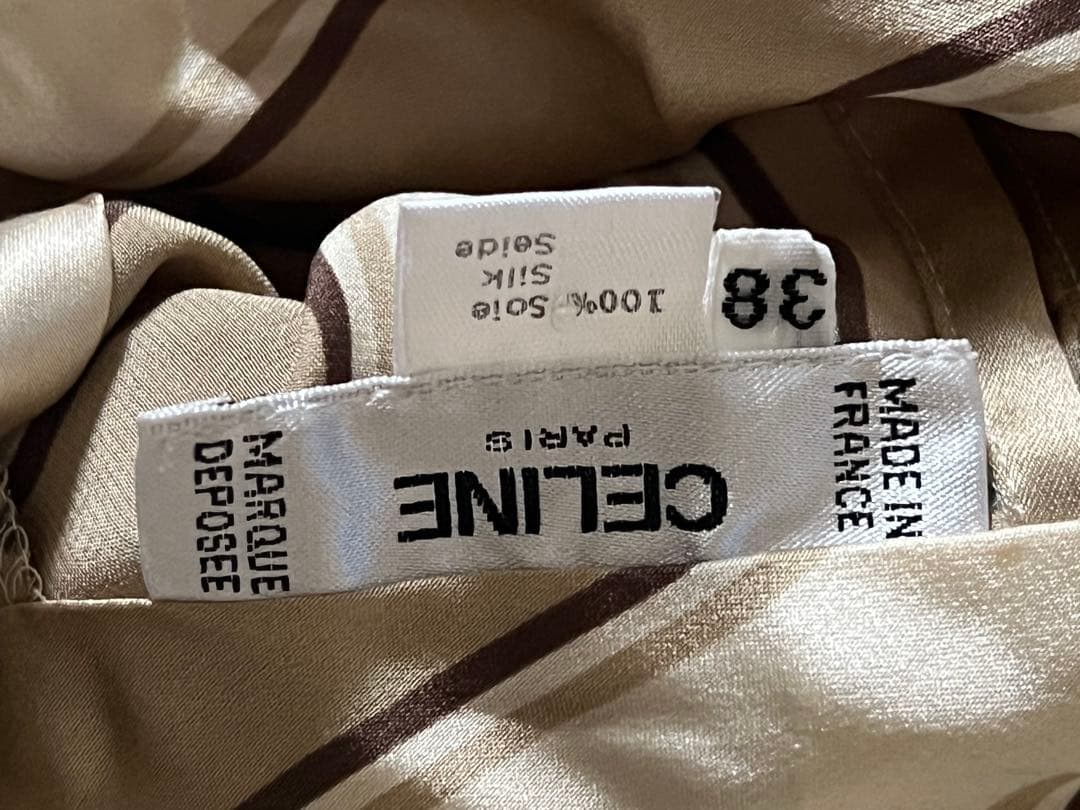 100% Soie
Silk
Seide
38
CELINE
PARIS
MADE IN
FRANCE
MARQUE
DEPOSEE